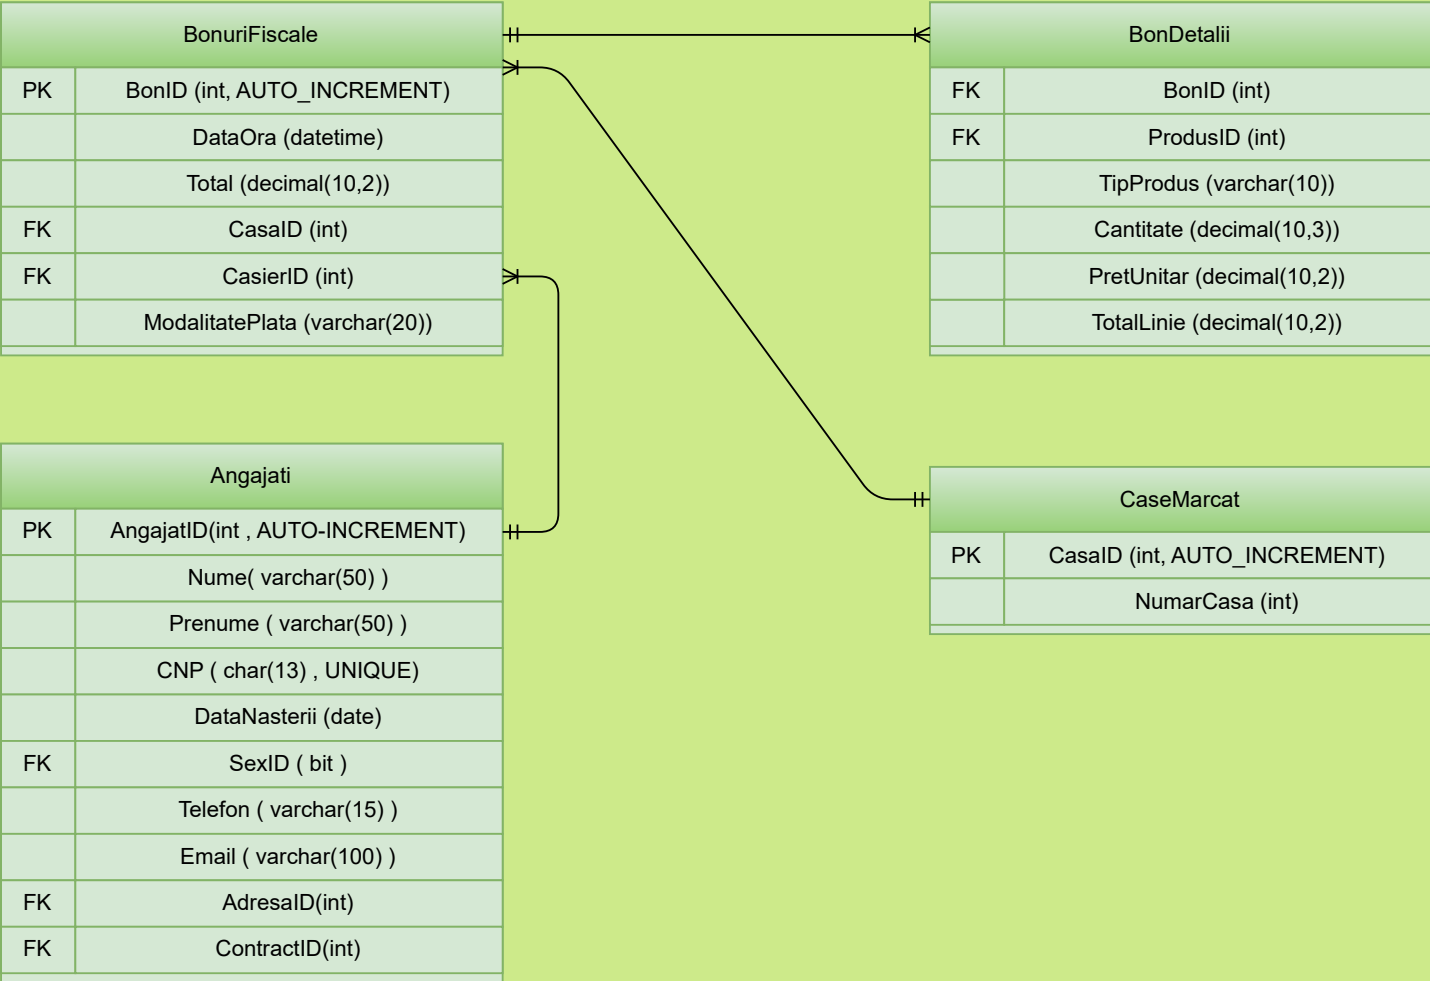 BonuriFiscale
PK BonID (int, AUTO_INCREMENT)
DataOra (datetime)
Total (decimal(10,2))
FK CasaID (int)
FK CasierID (int)
ModalitatePlata (varchar(20))
BonDetalii
FK BonID (int)
FK ProdusID (int)
TipProdus (varchar(10))
Cantitate (decimal(10,3))
PretUnitar (decimal(10,2))
TotalLinie (decimal(10,2))
Angajati
PK AngajatID(int , AUTO-INCREMENT)
Nume( varchar(50) )
Prenume ( varchar(50) )
CNP ( char(13) , UNIQUE)
DataNasterii (date)
FK SexID ( bit )
Telefon ( varchar(15) )
Email ( varchar(100) )
FK AdresaID(int)
FK ContractID(int)
CaseMarcat
PK CasaID (int, AUTO_INCREMENT)
NumarCasa (int)